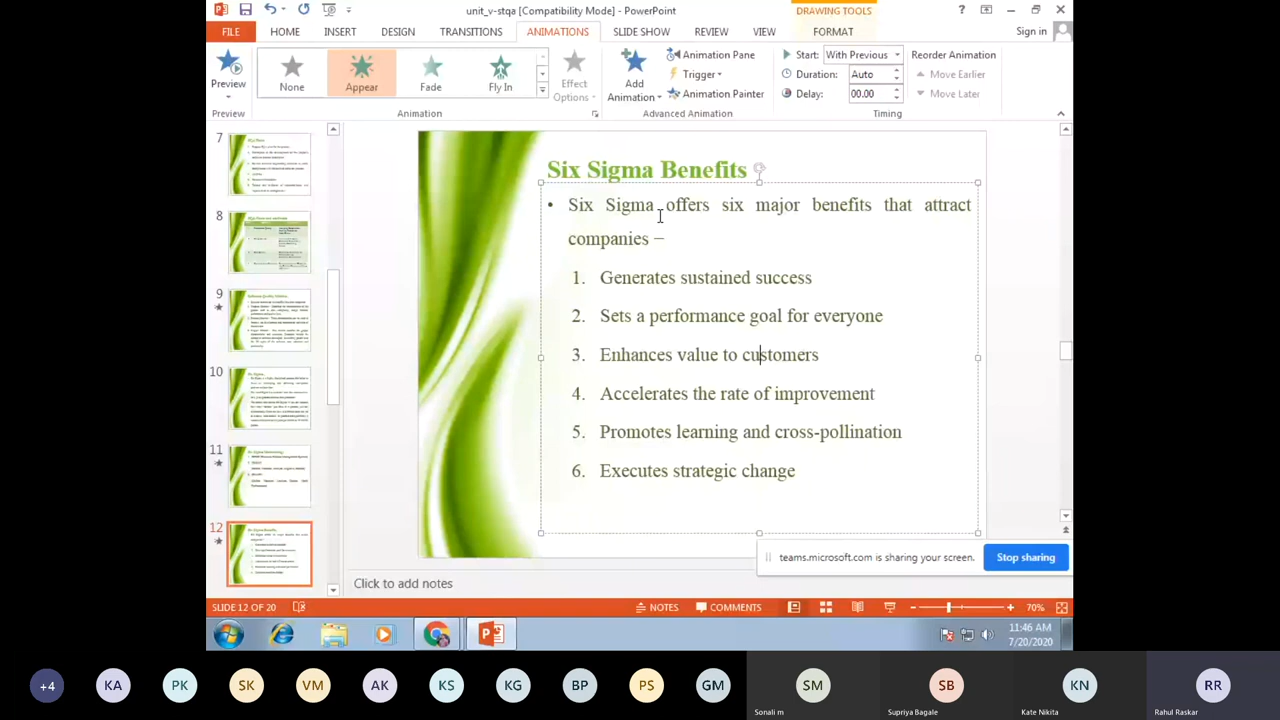 unit_v-stqa [Compatibility Mode] - PowerPoint
DRAWING TOOLS
FILE HOME INSERT DESIGN TRANSITIONS ANIMATIONS SLIDE SHOW REVIEW VIEW FORMAT Sign in
Preview None Appear Fade Fly In Effect Options Add Animation
Animation Pane
Trigger
Animation Painter
Start: With Previous
Duration: Auto
Delay: 00.00
Reorder Animation
Move Earlier
Move Later
Preview Animation Advanced Animation Timing
7
8
9
10
11
12
Six Sigma Benefits
• Six Sigma offers six major benefits that attract
companies –
1. Generates sustained success
2. Sets a performance goal for everyone
3. Enhances value to customers
4. Accelerates the rate of improvement
5. Promotes learning and cross-pollination
6. Executes strategic change
teams.microsoft.com is sharing your screen. Stop sharing
Click to add notes
SLIDE 12 OF 20 NOTES COMMENTS 70%
11:46 AM
7/20/2020
+4 KA PK SK VM AK KS KG BP PS GM SM SB KN RR
Sonali m Supriya Bagale Kate Nikita Rahul Raskar